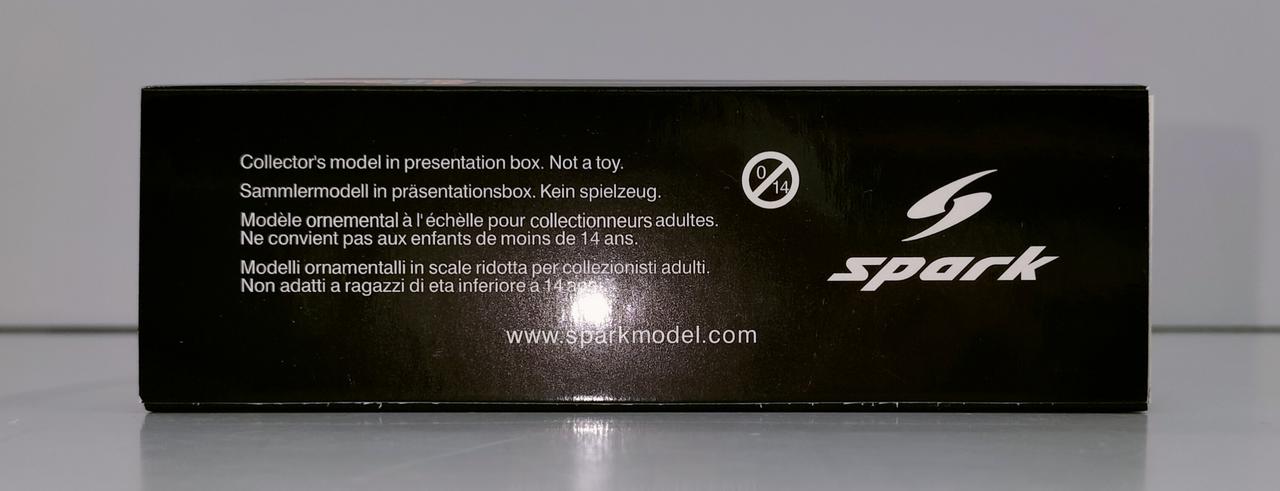 Collector's model in presentation box. Not a toy.
Sammlermodell in präsentationsbox. Kein spielzeug.
Modèle ornemental à l'échèlle pour collectionneurs adultes.
Ne convient pas aux enfants de moins de 14 ans.
Modelli ornamentalli in scale ridotta per collezionisti adulti.
Non adatti a ragazzi di eta inferiore à 14 ans.
www.sparkmodel.com
0
14
spark